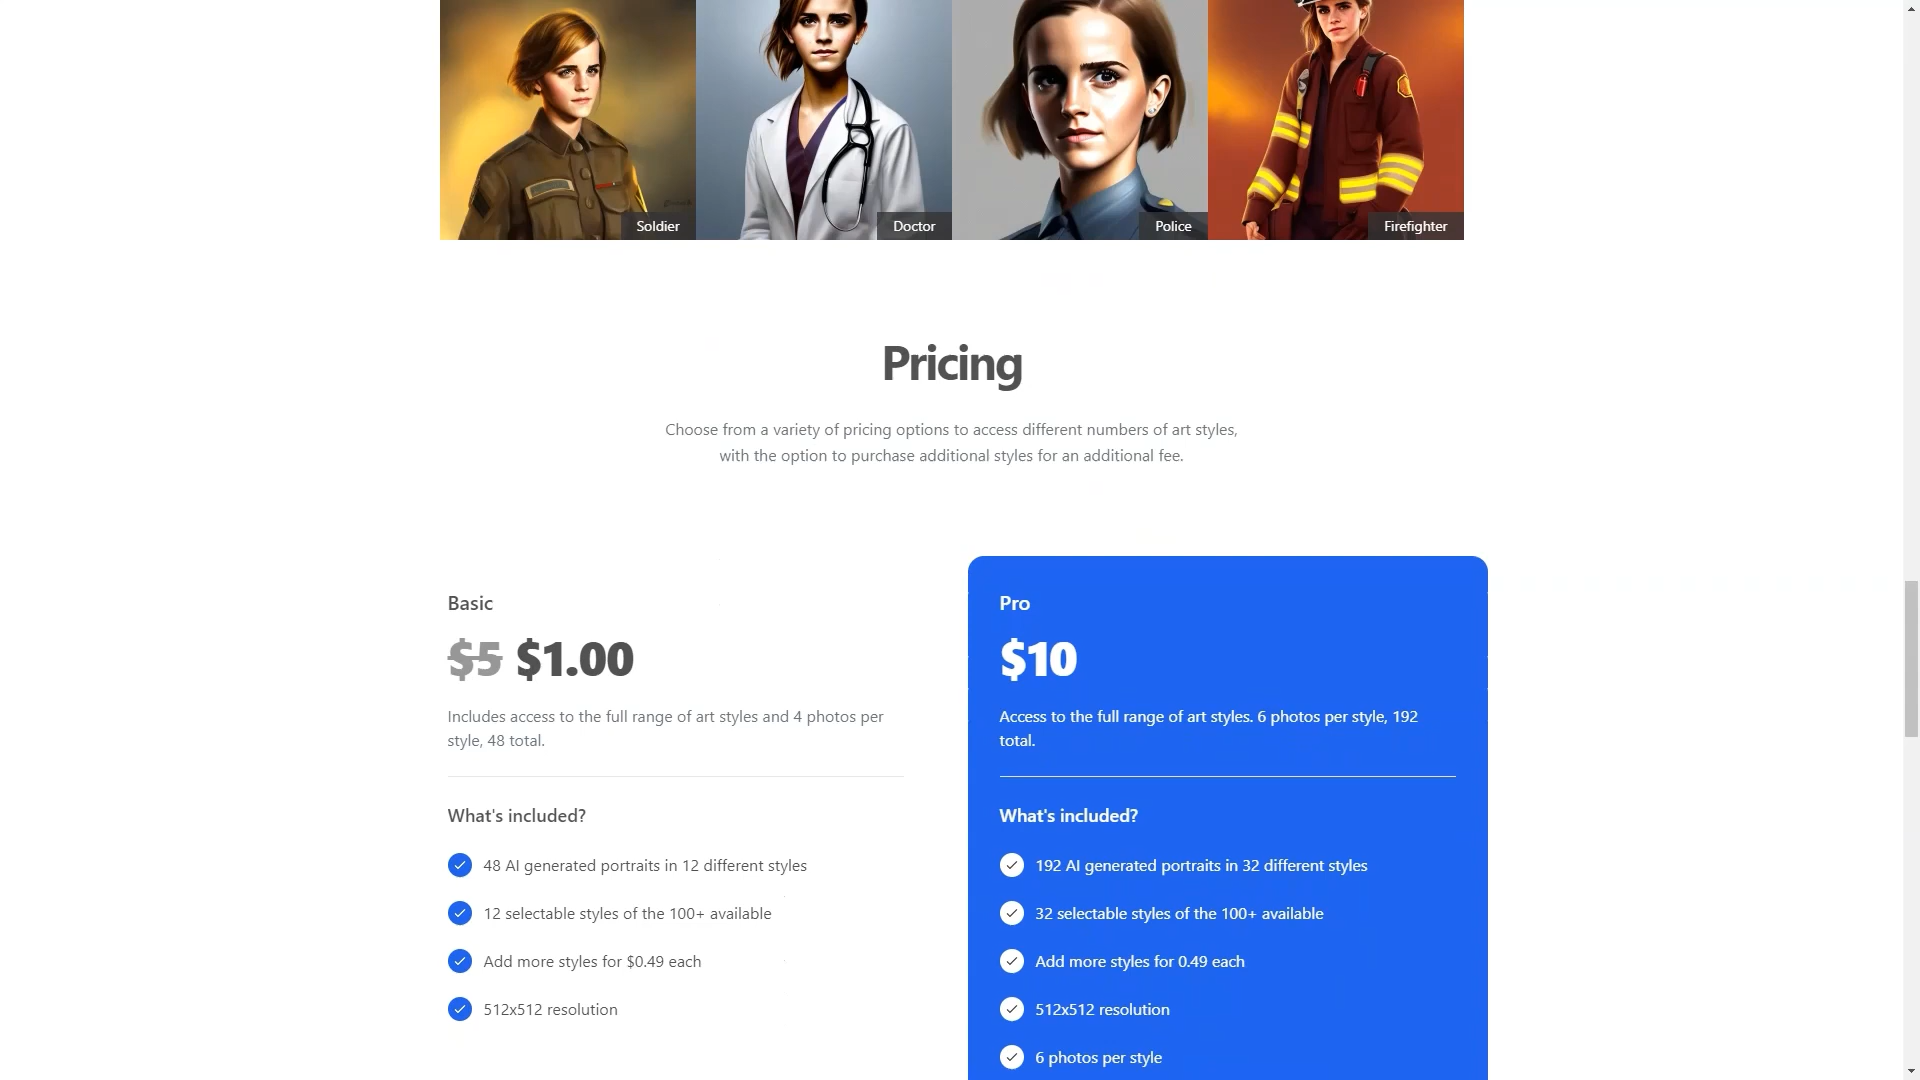 Soldier
Doctor
Police
Firefighter
Pricing
Choose from a variety of pricing options to access different numbers of art styles,
with the option to purchase additional styles for an additional fee.
Basic
$5 $1.00
Includes access to the full range of art styles and 4 photos per
style, 48 total.
What's included?
48 AI generated portraits in 12 different styles
12 selectable styles of the 100+ available
Add more styles for $0.49 each
512x512 resolution
Pro
$10
Access to the full range of art styles. 6 photos per style, 192
total.
What's included?
192 AI generated portraits in 32 different styles
32 selectable styles of the 100+ available
Add more styles for 0.49 each
512x512 resolution
6 photos per style